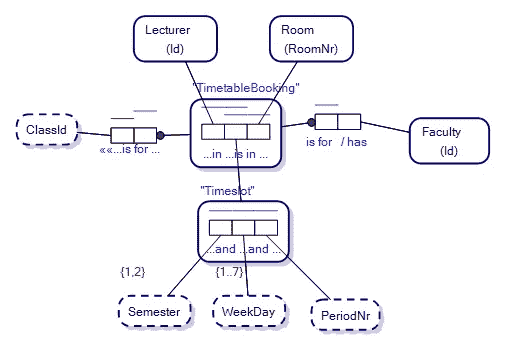 Lecturer
(Id)
Room
(RoomNr)
"TimetableBooking"
ClassId
««...is for ...
...in ...is in ...
is for / has
Faculty
(Id)
"Timeslot"
...and ...and ...
{1,2}
{1..7}
Semester
WeekDay
PeriodNr